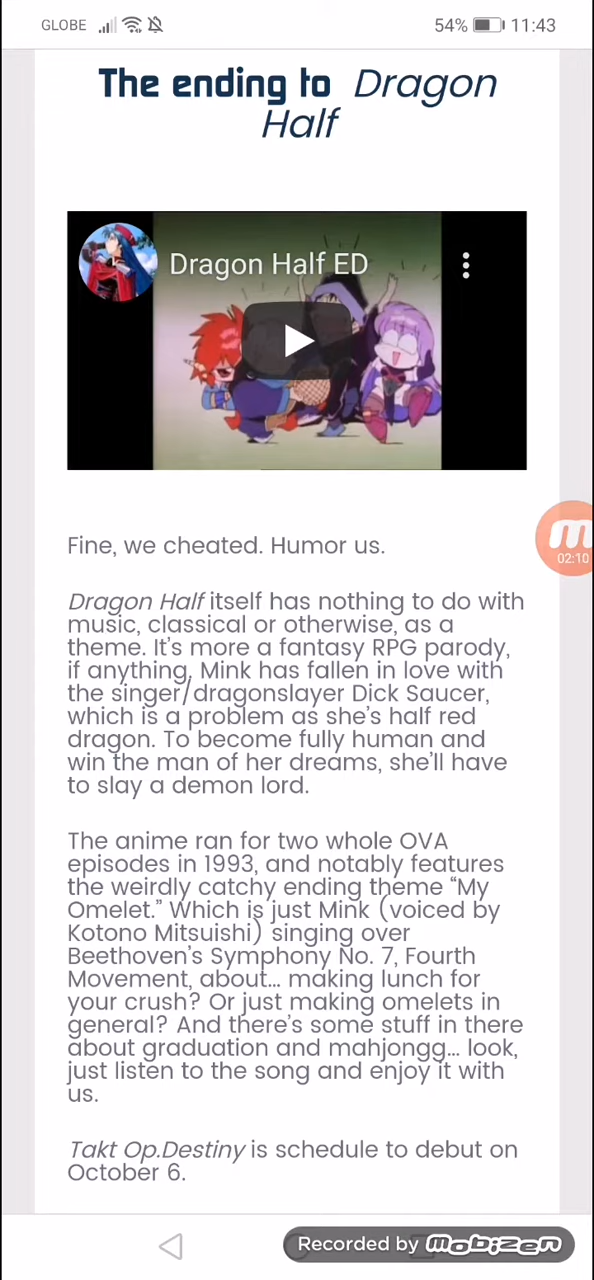 GLOBE
54% 11:43
The ending to Dragon
Half
Dragon Half ED
Fine, we cheated. Humor us.
02:10
Dragon Half itself has nothing to do with
music, classical or otherwise, as a
theme. It's more a fantasy RPG parody,
if anything. Mink has fallen in love with
the singer/dragonslayer Dick Saucer,
which is a problem as she's half red
dragon. To become fully human and
win the man of her dreams, she'll have
to slay a demon lord.
The anime ran for two whole OVA
episodes in 1993, and notably features
the weirdly catchy ending theme “My
Omelet.” Which is just Mink (voiced by
Kotono Mitsuishi) singing over
Beethoven's Symphony No. 7, Fourth
Movement, about... making lunch for
your crush? Or just making omelets in
general? And there's some stuff in there
about graduation and mahjongg... look,
just listen to the song and enjoy it with
us.
Takt Op.Destiny is schedule to debut on
October 6.
Recorded by mobizen